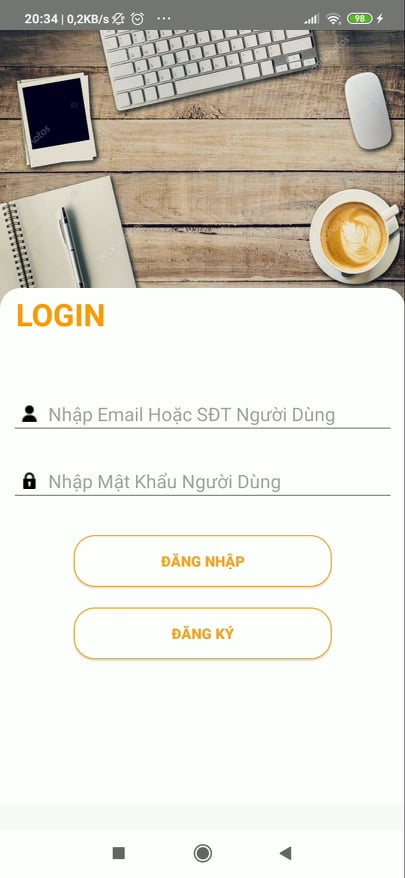 20:34 | 0,2KB/s ...
98
LOGIN
Nhập Email Hoặc SĐT Người Dùng
Nhập Mật Khẩu Người Dùng
ĐĂNG NHẬP
ĐĂNG KÝ